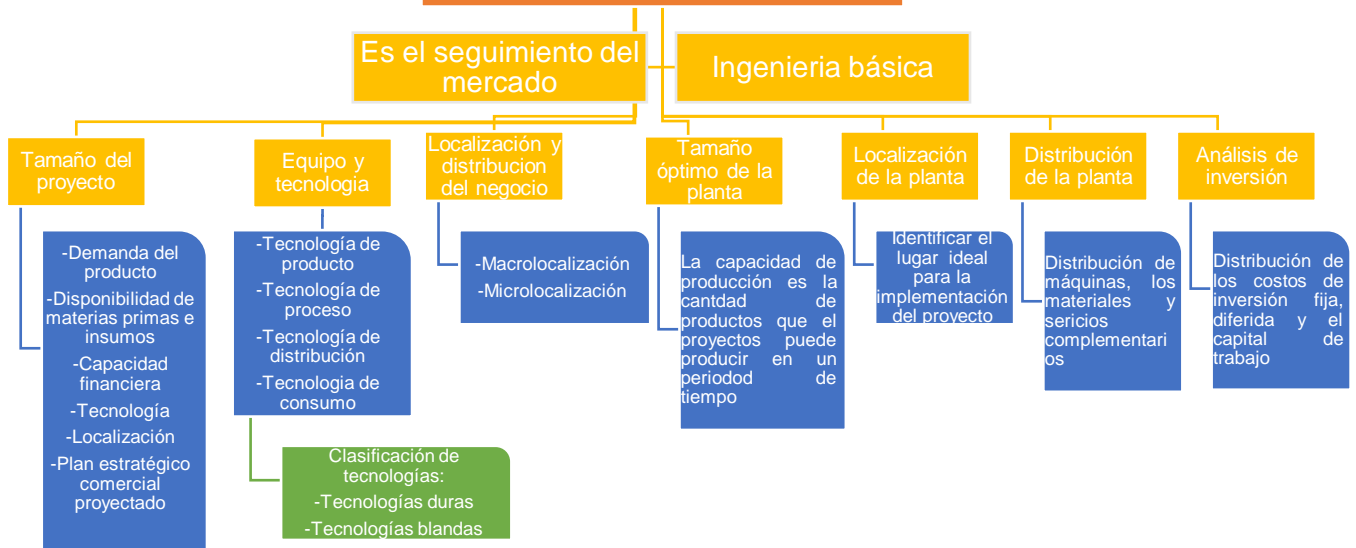 Es el seguimiento del
mercado
Ingenieria básica
Tamaño del
proyecto
-Demanda del
producto
-Disponibilidad de
materias primas e
insumos
-Capacidad
financiera
-Tecnología
-Localización
-Plan estratégico
comercial
proyectado
Equipo y
tecnologia
-Tecnología de
producto
-Tecnología de
proceso
-Tecnología de
distribución
-Tecnologia de
consumo
Clasificación de
tecnologías:
-Tecnologías duras
-Tecnologías blandas
Localización y
distribucion
del negocio
-Macrolocalización
-Microlocalización
Tamaño
óptimo de la
planta
La capacidad de
producción es la
cantdad de
productos que el
proyectos puede
producir en un
periodod de
tiempo
Localización
de la planta
Identificar el
lugar ideal
para la
implementación
del proyecto
Distribución
de la planta
Distribución de
máquinas, los
materiales y
sericios
complementari
os
Análisis de
inversión
Distribución de
los costos de
inversión fija,
diferida y el
capital de
trabajo